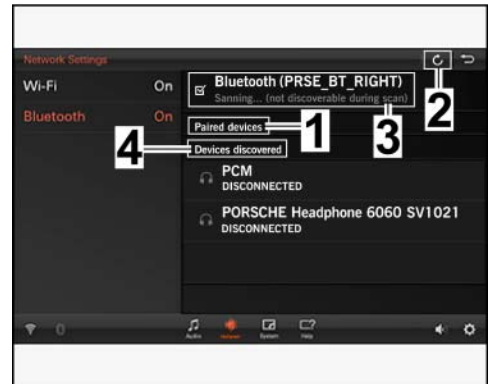 Network Settings
Wi-Fi On
Bluetooth On
Bluetooth (PRSE_BT_RIGHT)
Sanning... (not discoverable during scan)
2
3
Paired devices
1
4
Devices discovered
PCM
DISCONNECTED
PORSCHE Headphone 6060 SV1021
DISCONNECTED
Audio Network System Help